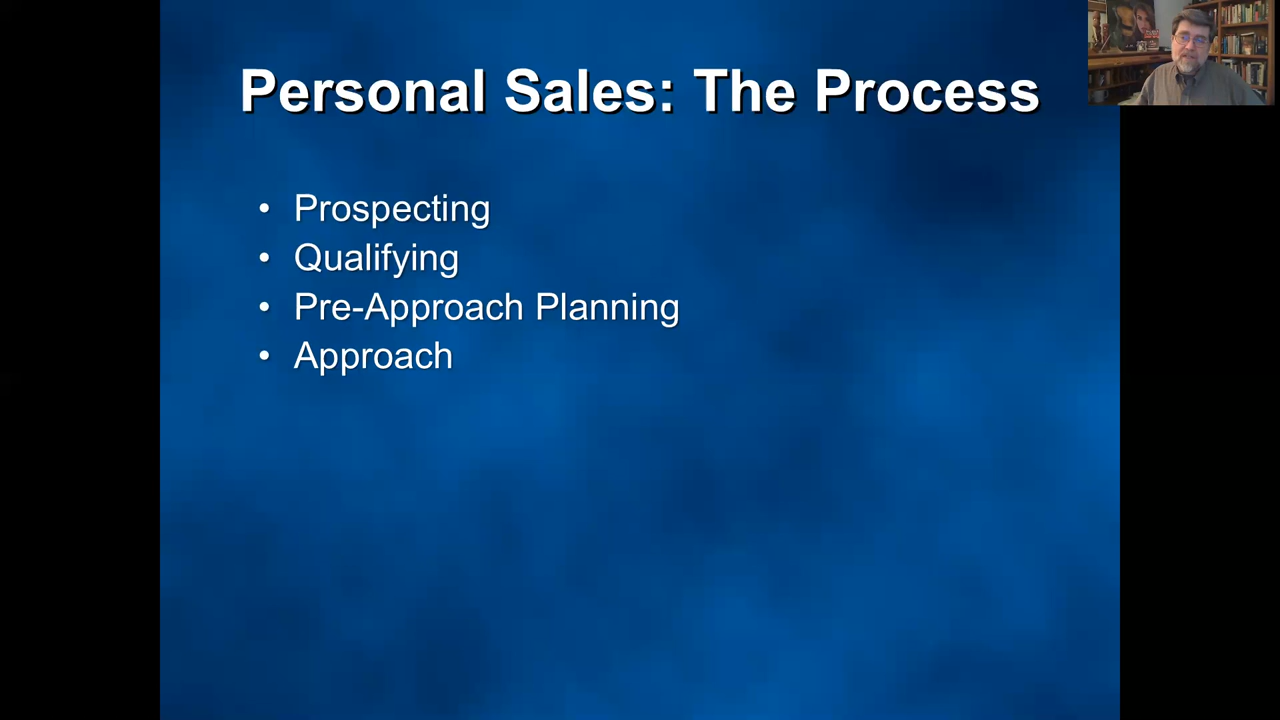 Personal Sales: The Process
• Prospecting
• Qualifying
• Pre-Approach Planning
• Approach